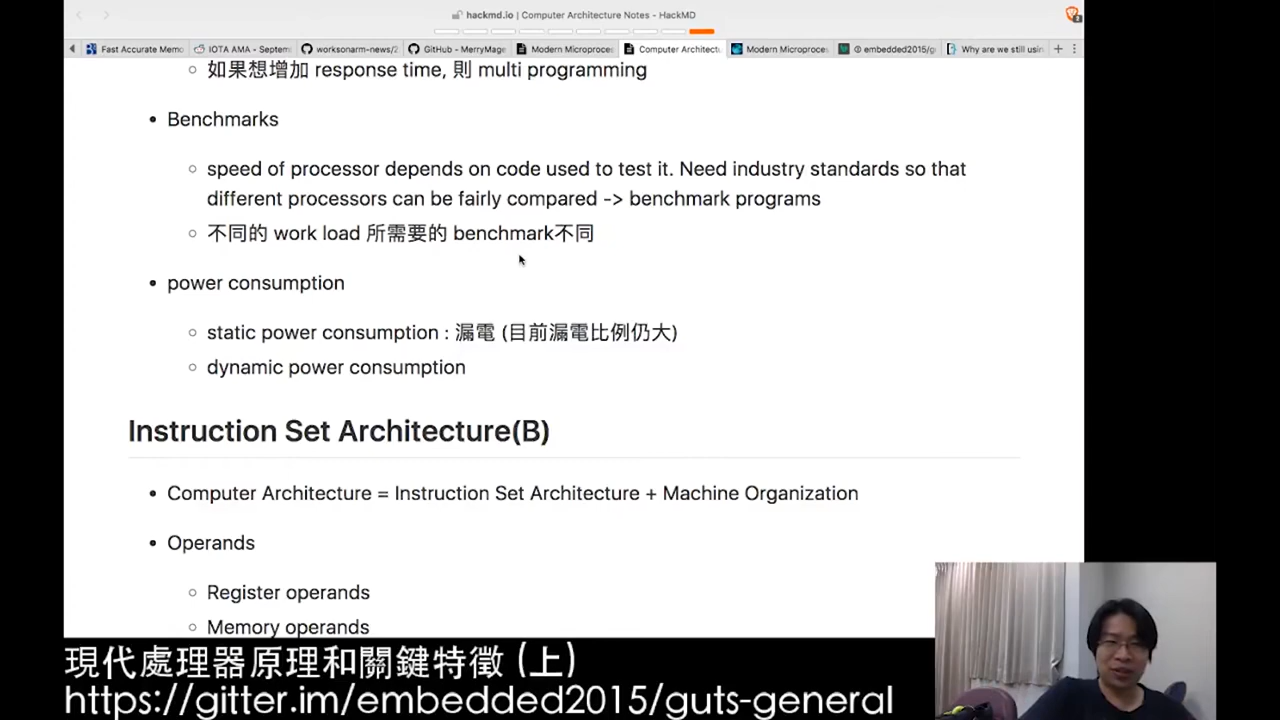 hackmd.io | Computer Architecture Notes - HackMD
Fast Accurate Memo
IOTA AMA - Septem
worksonarm-news/2
GitHub - MerryMage
Modern Microproces
Computer Architect
Modern Microproces
embedded2015/g
Why are we still usin
如果想增加 response time, 則 multi programming
• Benchmarks
speed of processor depends on code used to test it. Need industry standards so that
different processors can be fairly compared -> benchmark programs
不同的 work load 所需要的 benchmark不同
• power consumption
static power consumption : 漏電 (目前漏電比例仍大)
dynamic power consumption
Instruction Set Architecture(B)
• Computer Architecture = Instruction Set Architecture + Machine Organization
• Operands
Register operands
Memory operands
現代處理器原理和關鍵特徵 (上)
https://gitter.im/embedded2015/guts-general